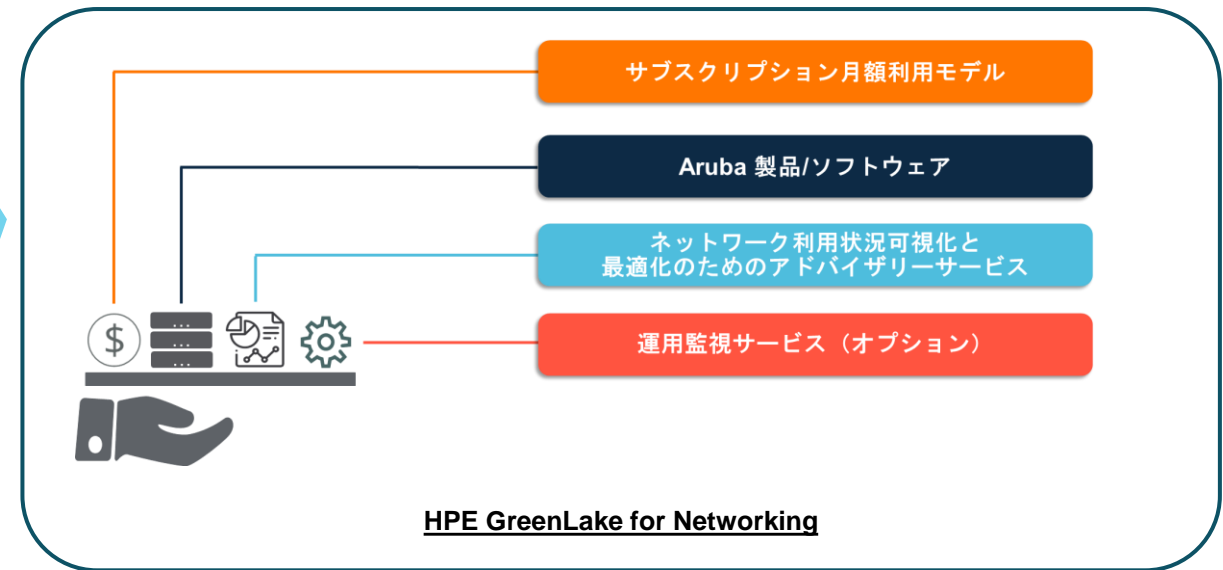 サブスクリプション月額利用モデル
Aruba 製品/ソフトウェア
ネットワーク利用状況可視化と
最適化のためのアドバイザリーサービス
運用監視サービス（オプション）
$
HPE GreenLake for Networking